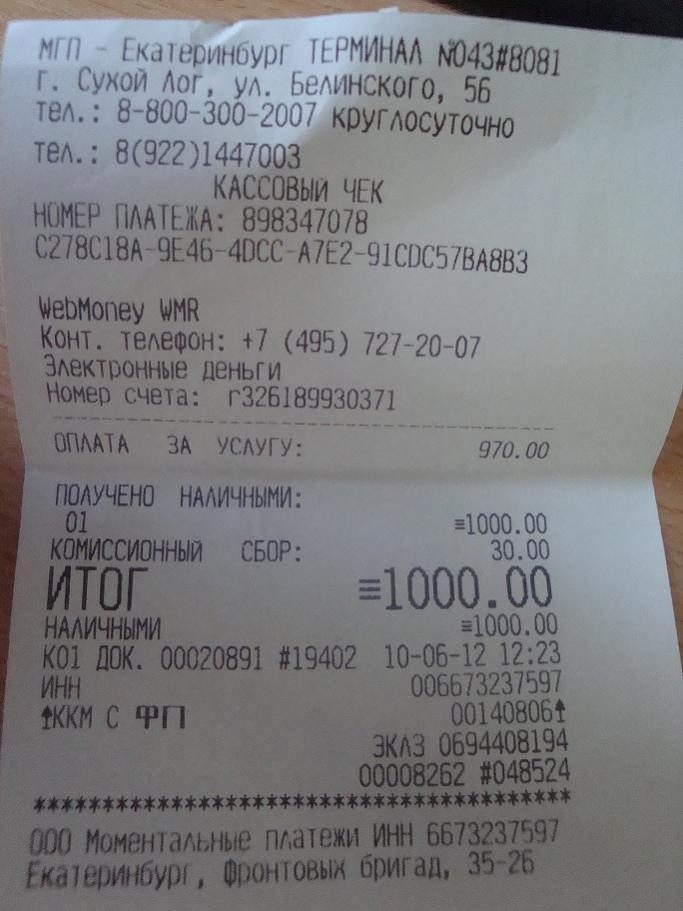 МГП - Екатеринбург ТЕРМИНАЛ №043#8081
г. Сухой Лог, ул. Белинского, 56
тел.: 8-800-300-2007 круглосуточно
тел.: 8(922)1447003
КАССОВЫЙ ЧЕК
НОМЕР ПЛАТЕЖА: 898347078
C278C18A-9E46-4DCC-A7E2-91CDC57BA8B3
WebMoney WMR
Конт. телефон: +7 (495) 727-20-07
Электронные деньги
Номер счета: r326189930371
ОПЛАТА ЗА УСЛУГУ: 970.00
ПОЛУЧЕНО НАЛИЧНЫМИ:
01 ≡1000.00
КОМИССИОННЫЙ СБОР: 30.00
ИТОГ ≡1000.00
НАЛИЧНЫМИ ≡1000.00
К01 ДОК. 00020891 #19402 10-06-12 12:23
ИНН 006673237597
↑ККМ С ФП 00140806↑
ЭКЛЗ 0694408194
00008262 #048524
****************************************
ООО Моментальные платежи ИНН 6673237597
Екатеринбург, Фронтовых бригад, 35-26